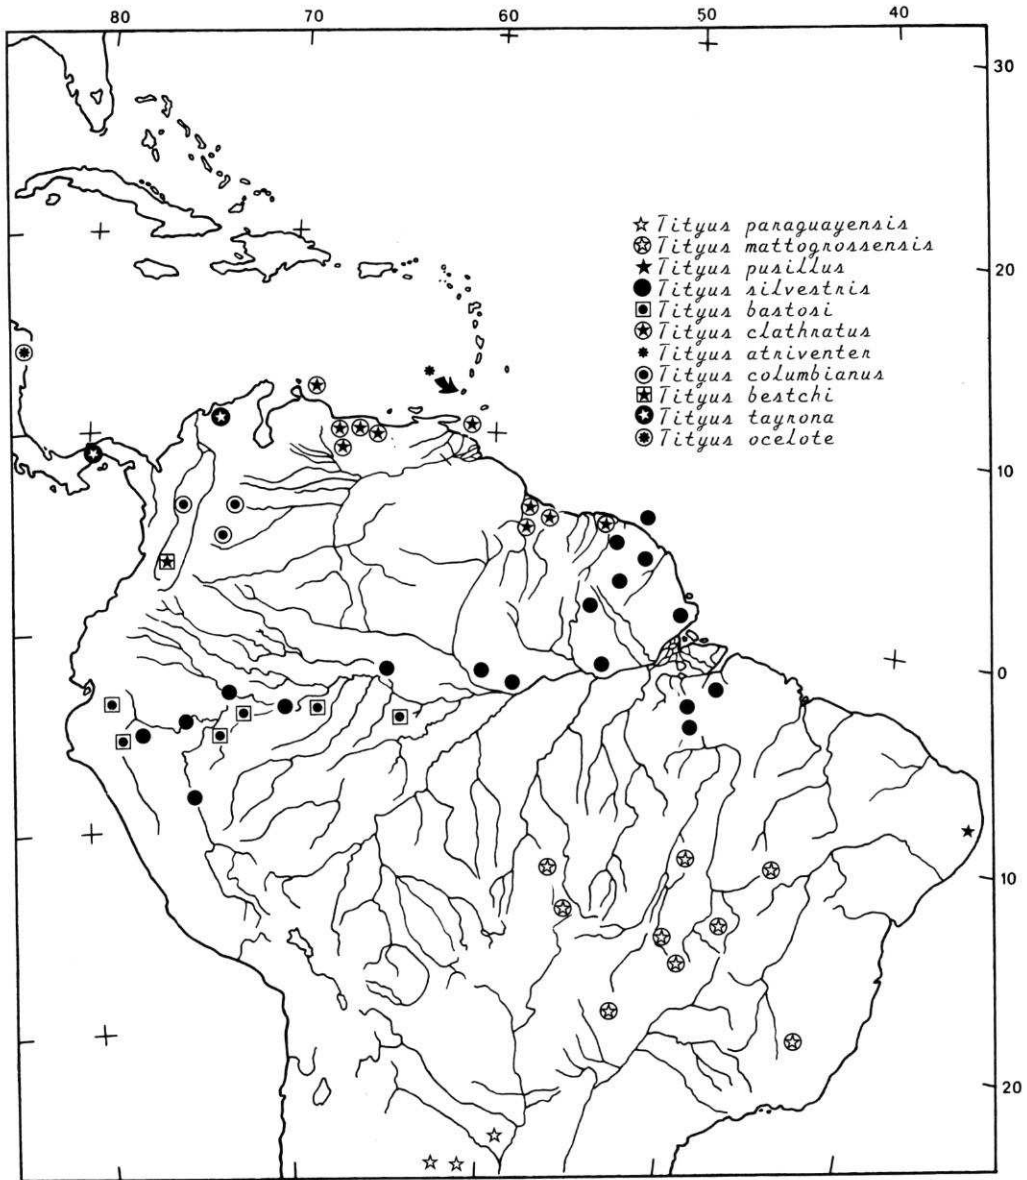 80 70 60 50 40
30
Tityus paraguayensis
Tityus mattogrossensis
Tityus pusillus
20
Tityus silvestris
Tityus bastosi
Tityus clathratus
Tityus atriventer
Tityus columbianus
Tityus bestchi
Tityus tayrona
Tityus ocelote
10
0
10
20